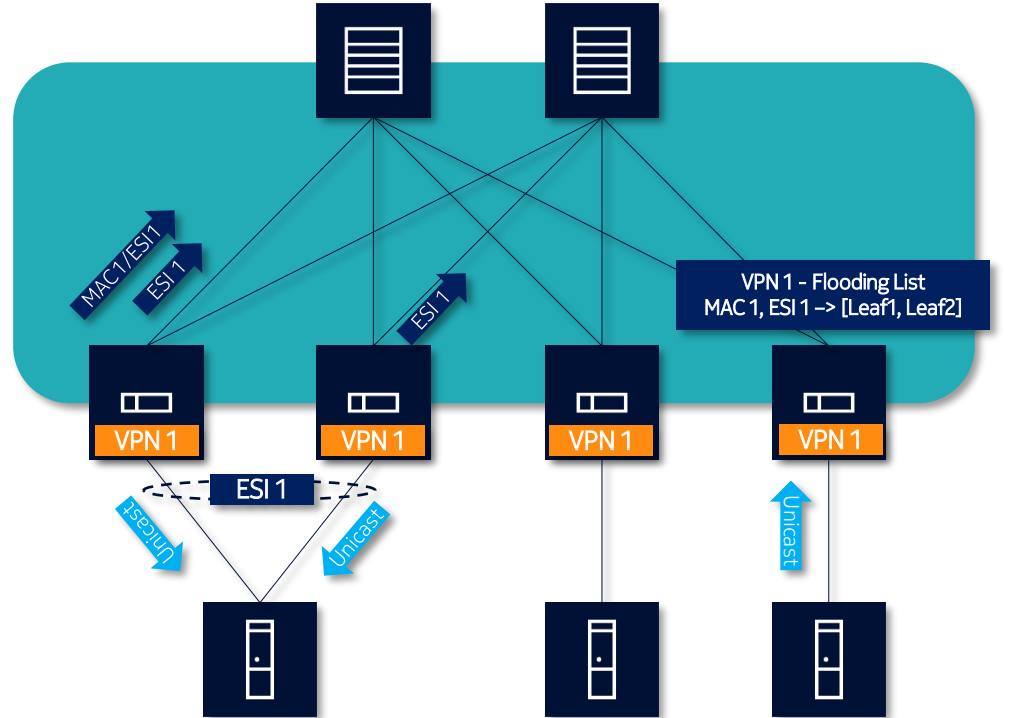 MAC1/ESI1
ESI 1
ESI 1
VPN 1 - Flooding List
MAC 1, ESI 1 –> [Leaf1, Leaf2]
VPN 1
VPN 1
VPN 1
VPN 1
ESI 1
Unicast
Unicast
Unicast